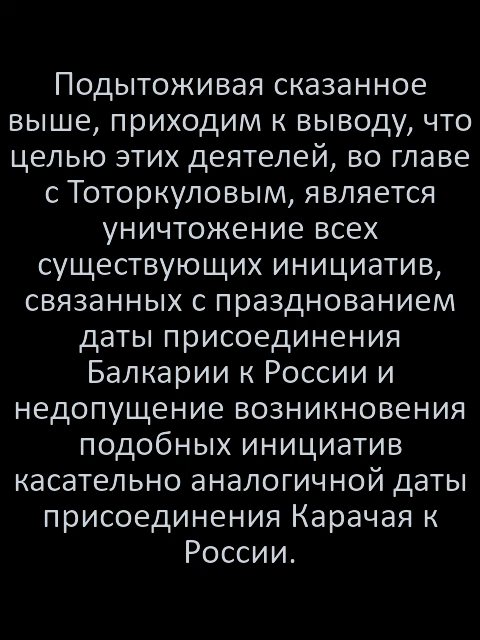 Подытоживая сказанное
выше, приходим к выводу, что
целью этих деятелей, во главе
с Тоторкуловым, является
уничтожение всех
существующих инициатив,
связанных с празднованием
даты присоединения
Балкарии к России и
недопущение возникновения
подобных инициатив
касательно аналогичной даты
присоединения Карачая к
России.